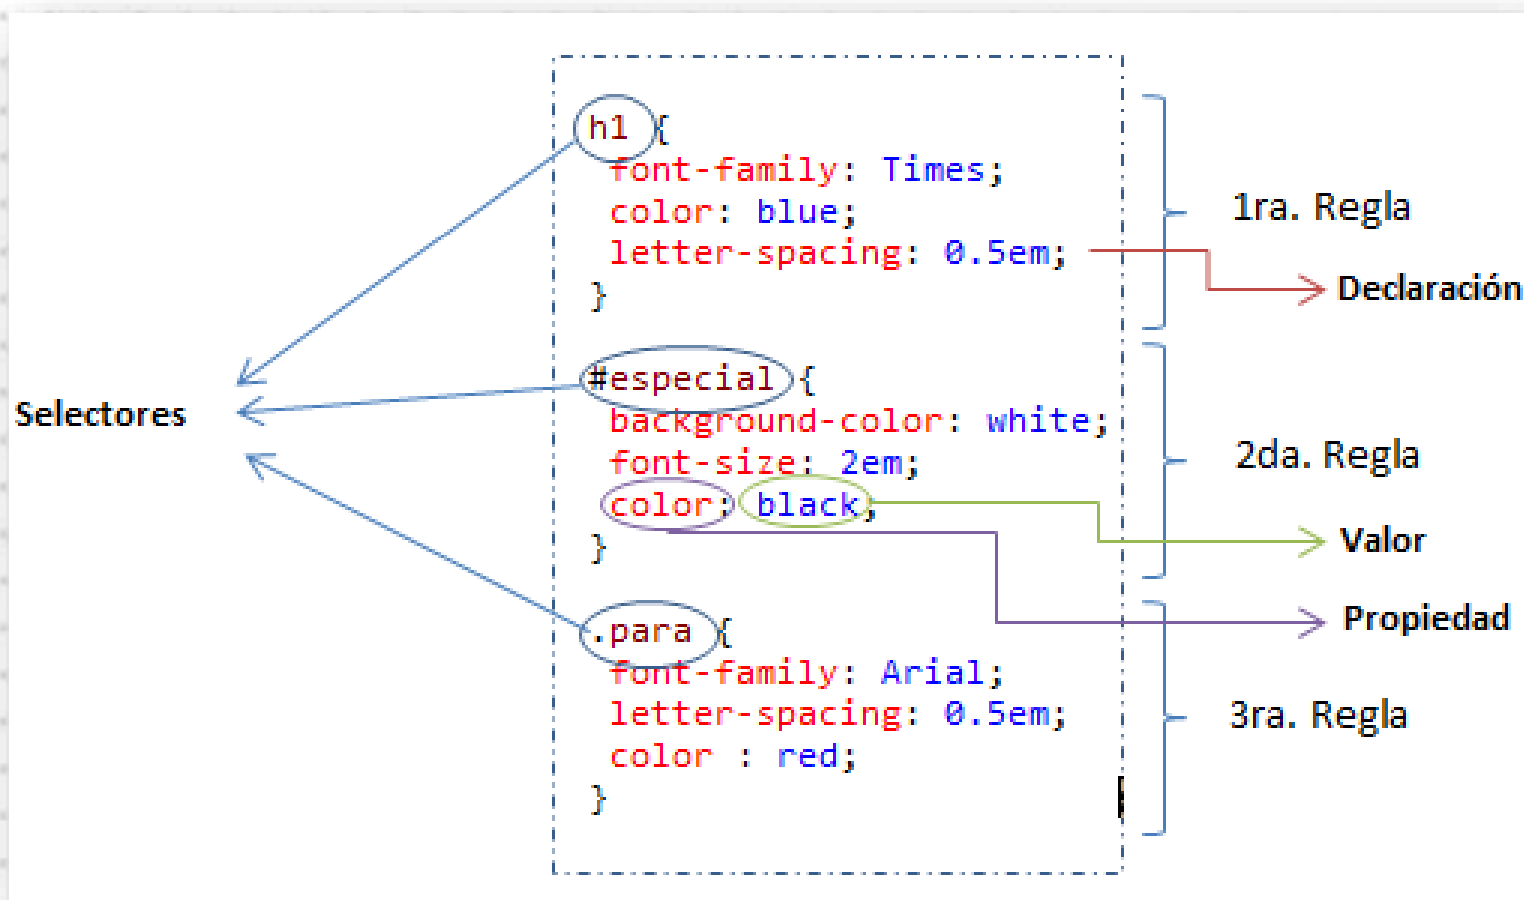 h1 {
font-family: Times;
color: blue;
letter-spacing: 0.5em;
}
1ra. Regla
Declaración
Selectores
#especial {
background-color: white;
font-size: 2em;
color: black;
}
2da. Regla
Valor
Propiedad
.para {
font-family: Arial;
letter-spacing: 0.5em;
color : red;
}
3ra. Regla